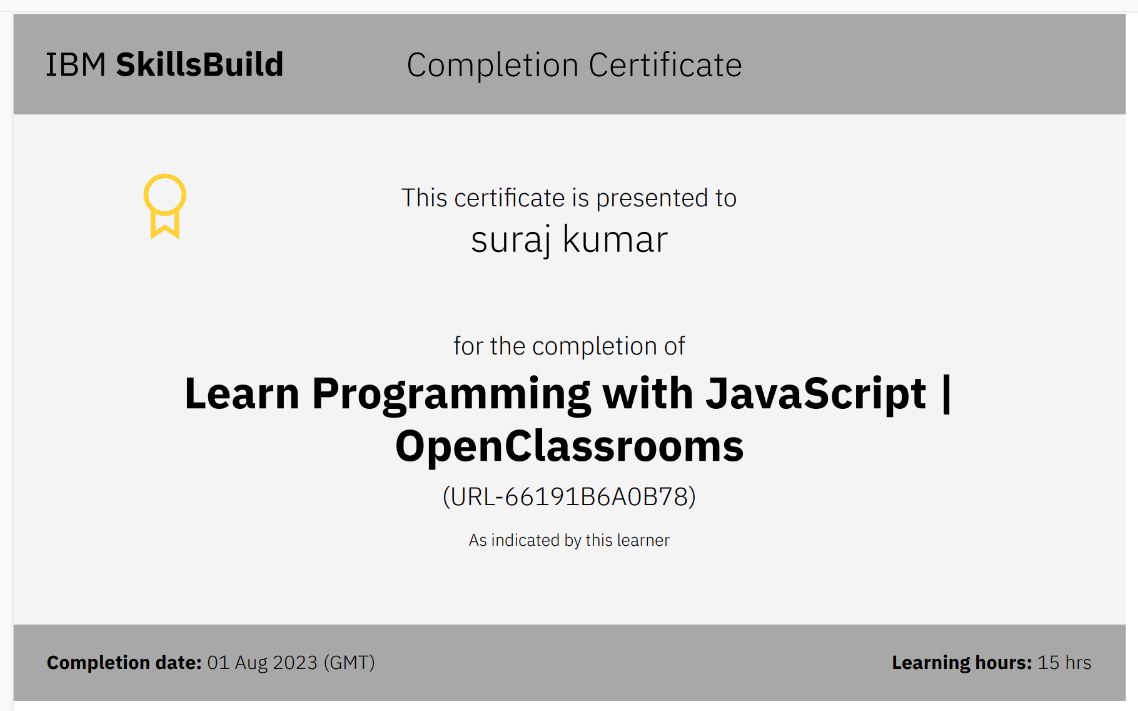 IBM SkillsBuild
Completion Certificate
This certificate is presented to
suraj kumar
for the completion of
Learn Programming with JavaScript |
OpenClassrooms
(URL-66191B6A0B78)
As indicated by this learner
Completion date: 01 Aug 2023 (GMT)
Learning hours: 15 hrs